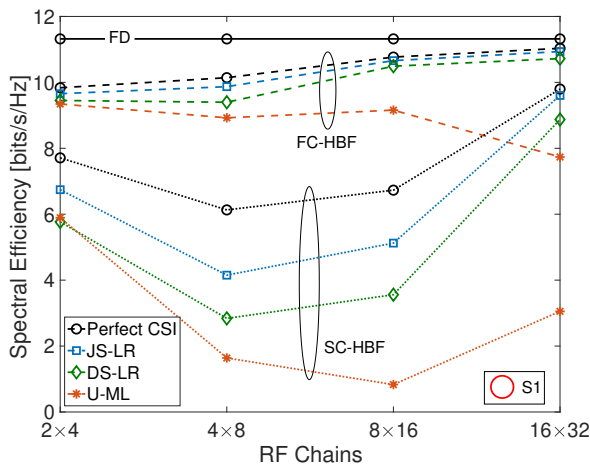 12
10
8
6
4
2
0
Spectral Efficiency [bits/s/Hz]
FD
FC-HBF
SC-HBF
Perfect CSI
JS-LR
DS-LR
U-ML
S1
2×4
4×8
8×16
16×32
RF Chains